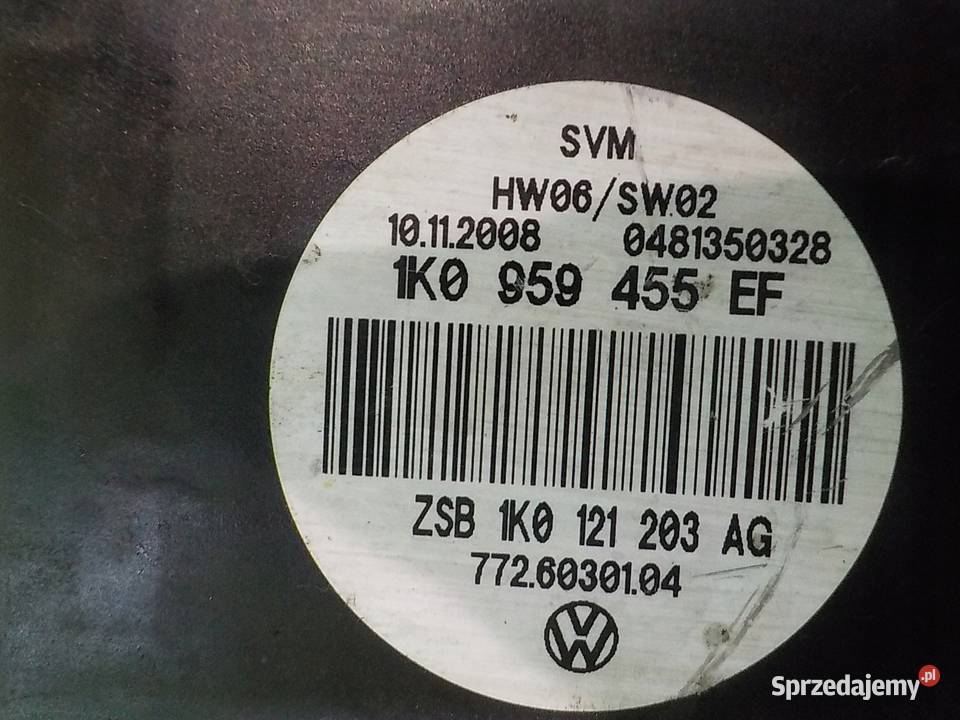 SVM
HW06/SW02
10.11.2008 0481350328
1K0 959 455 EF
ZSB 1K0 121 203 AG
772.60301.04
Sprzedajemy.pl